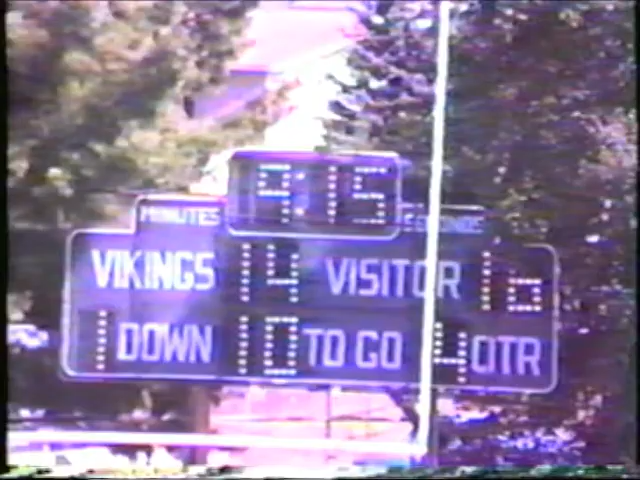 9:15
MINUTES SECONDS
VIKINGS 14 VISITOR 16
1 DOWN 10 TO GO 4 QTR